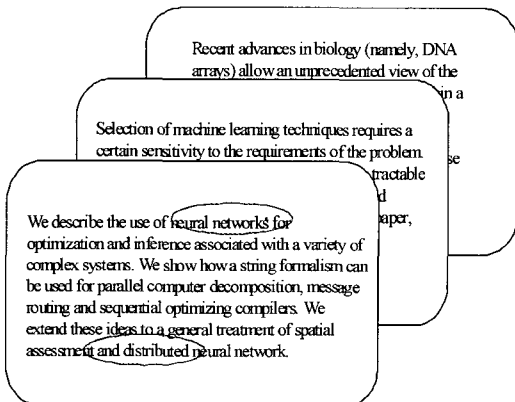 Recent advances in biology (namely, DNA
arrays) allow an unprecedented view of the
in a
Selection of machine learning techniques requires a
certain sensitivity to the requirements of the problem.
tractable
paper,
We describe the use of neural networks for
optimization and inference associated with a variety of
complex systems. We show how a string formalism can
be used for parallel computer decomposition, message
routing and sequential optimizing compilers. We
extend these ideas to a general treatment of spatial
assessment and distributed neural network.